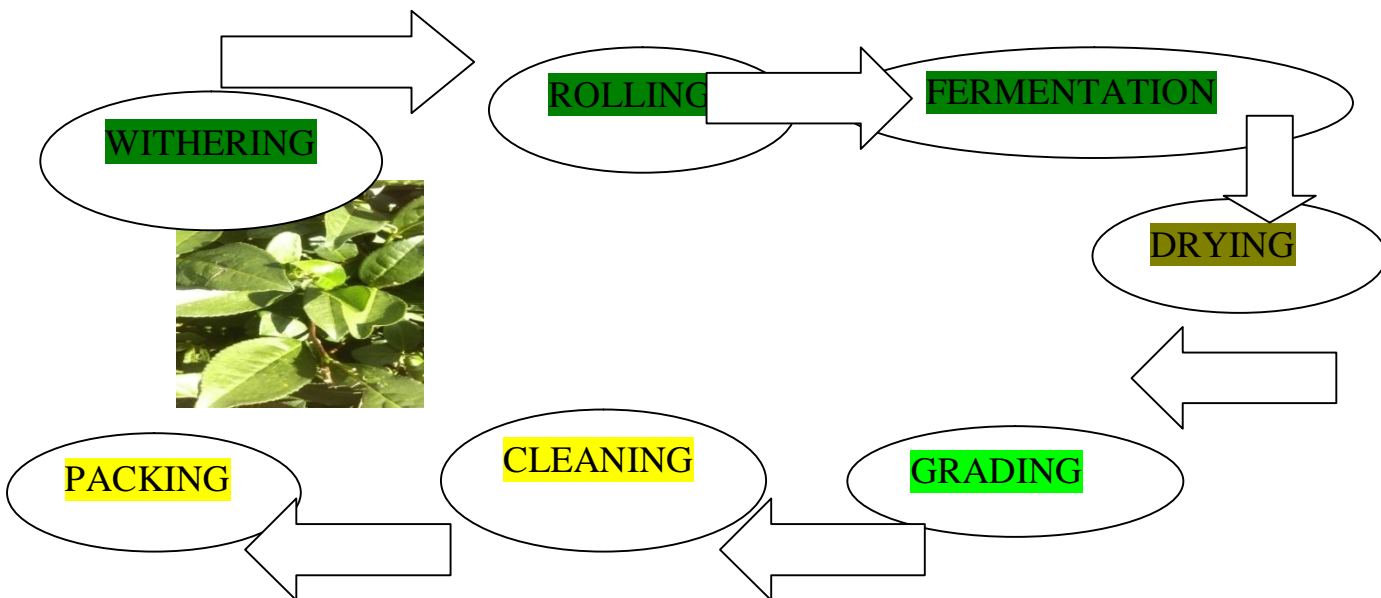 WITHERING
ROLLING
FERMENTATION
DRYING
GRADING
CLEANING
PACKING